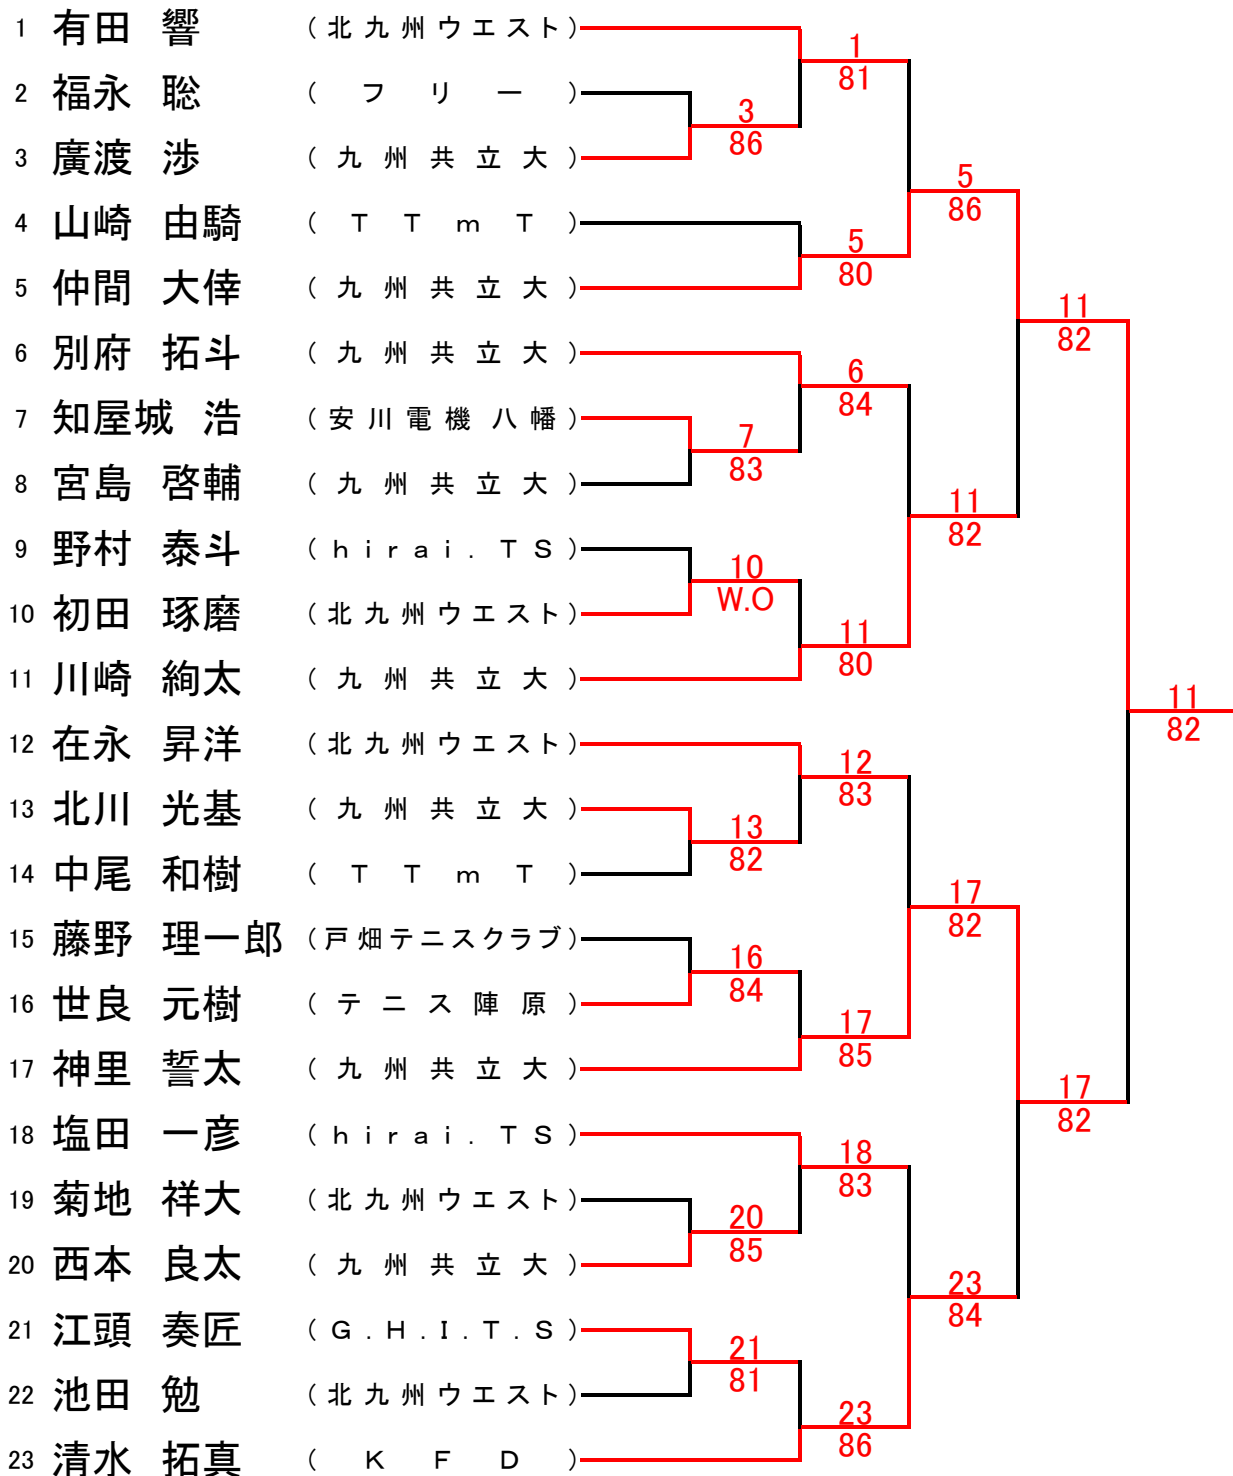 1 有田 響 (北九州ウエスト)
1
81
2 福永 聡 (フリー)
3
86
3 廣渡 渉 (九州共立大)
5
86
4 山崎 由騎 (TTmT)
5
80
5 仲間 大倖 (九州共立大)
11
82
6 別府 拓斗 (九州共立大)
6
84
7 知屋城 浩 (安川電機八幡)
7
83
8 宮島 啓輔 (九州共立大)
11
82
9 野村 泰斗 (hirai.TS)
10
W.O
10 初田 琢磨 (北九州ウエスト)
11
80
11 川崎 絢太 (九州共立大)
11
82
12 在永 昇洋 (北九州ウエスト)
12
83
13 北川 光基 (九州共立大)
13
82
14 中尾 和樹 (TTmT)
17
82
15 藤野 理一郎 (戸畑テニスクラブ)
16
84
16 世良 元樹 (テニス陣原)
17
85
17 神里 誓太 (九州共立大)
17
82
18 塩田 一彦 (hirai.TS)
18
83
19 菊地 祥大 (北九州ウエスト)
20
85
20 西本 良太 (九州共立大)
23
84
21 江頭 奏匠 (G.H.I.T.S)
21
81
22 池田 勉 (北九州ウエスト)
23
86
23 清水 拓真 (KFD)